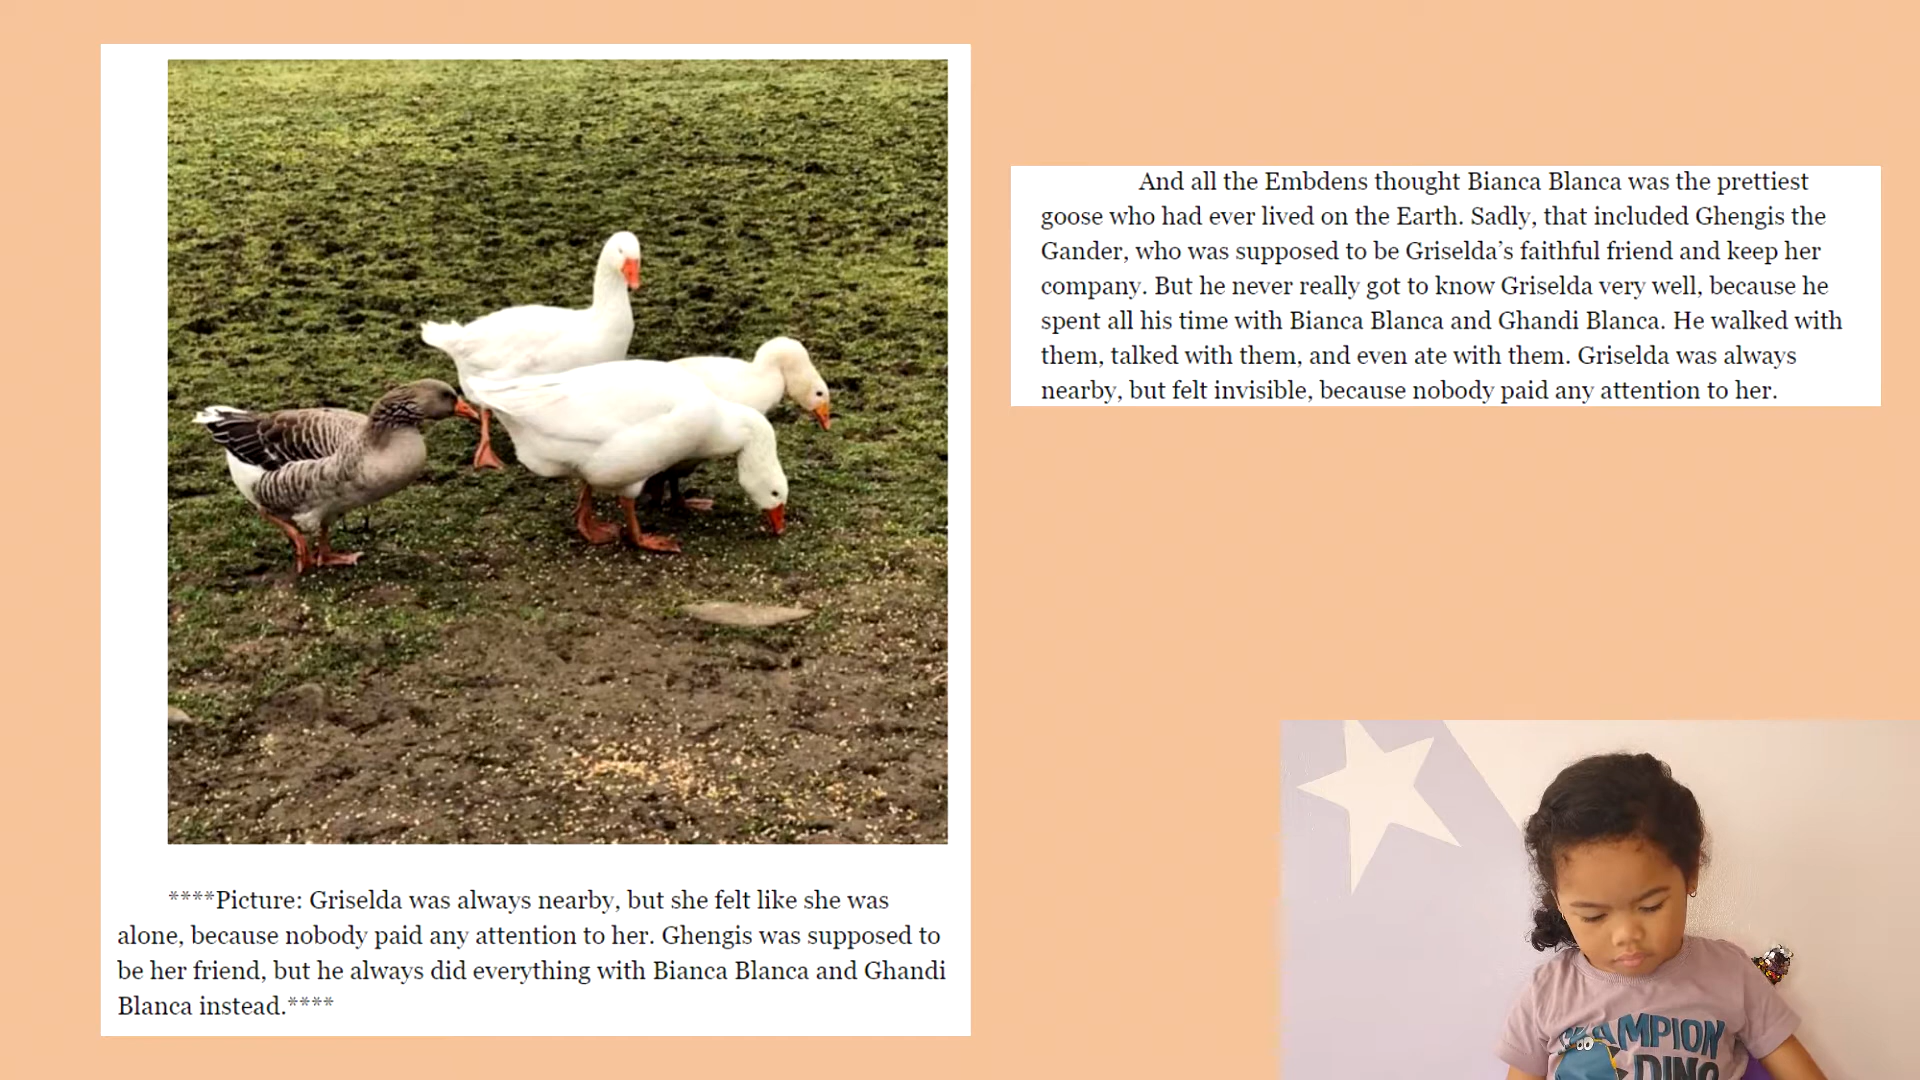 And all the Embdens thought Bianca Blanca was the prettiest
goose who had ever lived on the Earth. Sadly, that included Ghengis the
Gander, who was supposed to be Griselda’s faithful friend and keep her
company. But he never really got to know Griselda very well, because he
spent all his time with Bianca Blanca and Ghandi Blanca. He walked with
them, talked with them, and even ate with them. Griselda was always
nearby, but felt invisible, because nobody paid any attention to her.
****Picture: Griselda was always nearby, but she felt like she was
alone, because nobody paid any attention to her. Ghengis was supposed to
be her friend, but he always did everything with Bianca Blanca and Ghandi
Blanca instead.****
DINO